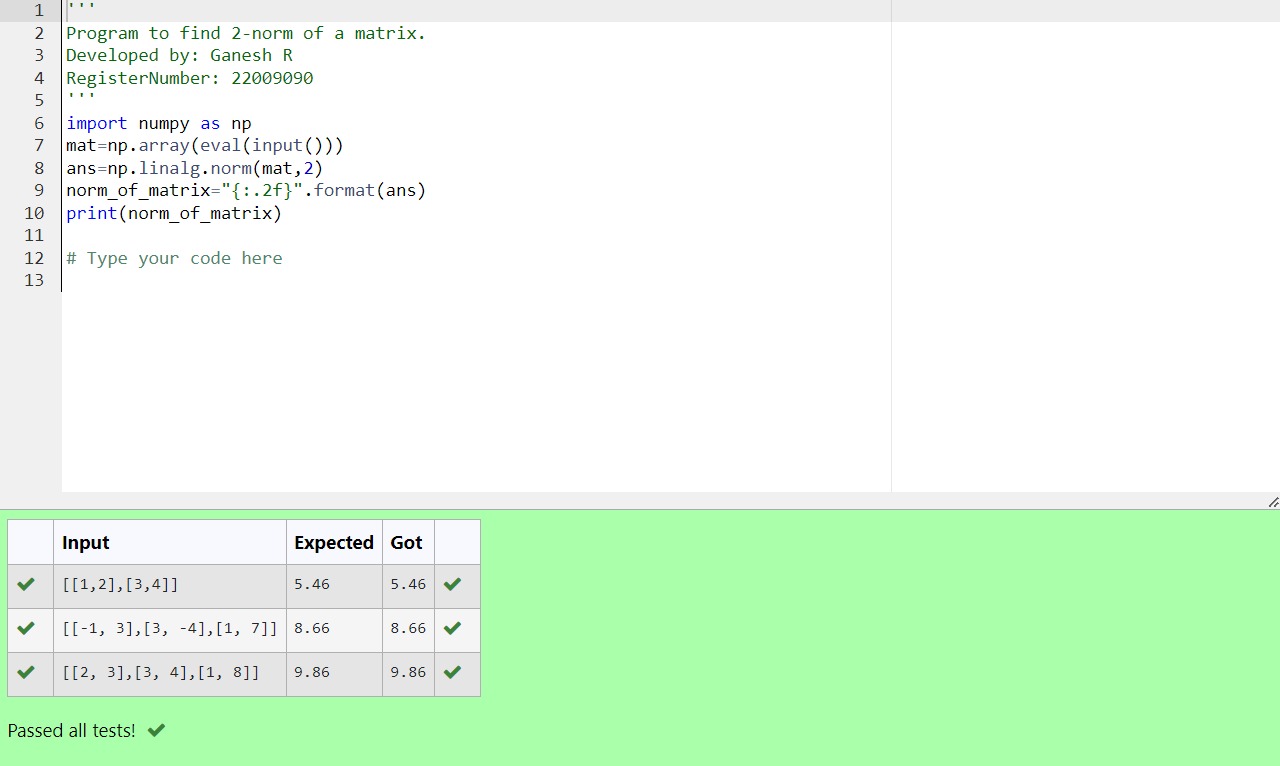 1 '''
2 Program to find 2-norm of a matrix.
3 Developed by: Ganesh R
4 RegisterNumber: 22009090
5 '''
6 import numpy as np
7 mat=np.array(eval(input()))
8 ans=np.linalg.norm(mat,2)
9 norm_of_matrix="{:.2f}".format(ans)
10 print(norm_of_matrix)
11
12 # Type your code here
13
Input Expected Got
[[1,2],[3,4]] 5.46 5.46
[[-1, 3],[3, -4],[1, 7]] 8.66 8.66
[[2, 3],[3, 4],[1, 8]] 9.86 9.86
Passed all tests!